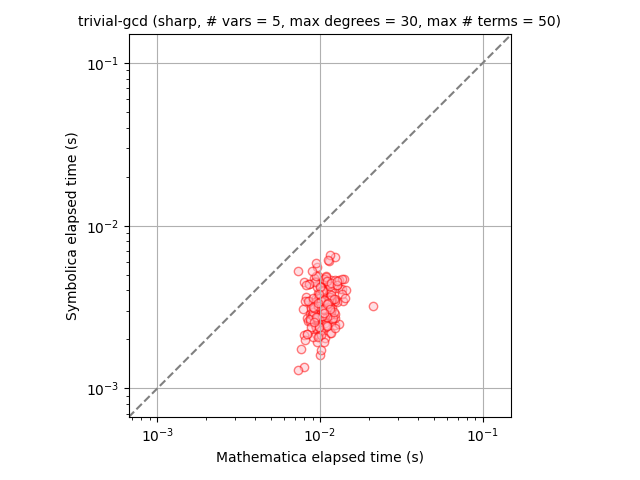 trivial-gcd (sharp, # vars = 5, max degrees = 30, max # terms = 50)
Symbolica elapsed time (s)
10⁻¹
10⁻²
10⁻³
10⁻³
10⁻²
10⁻¹
Mathematica elapsed time (s)